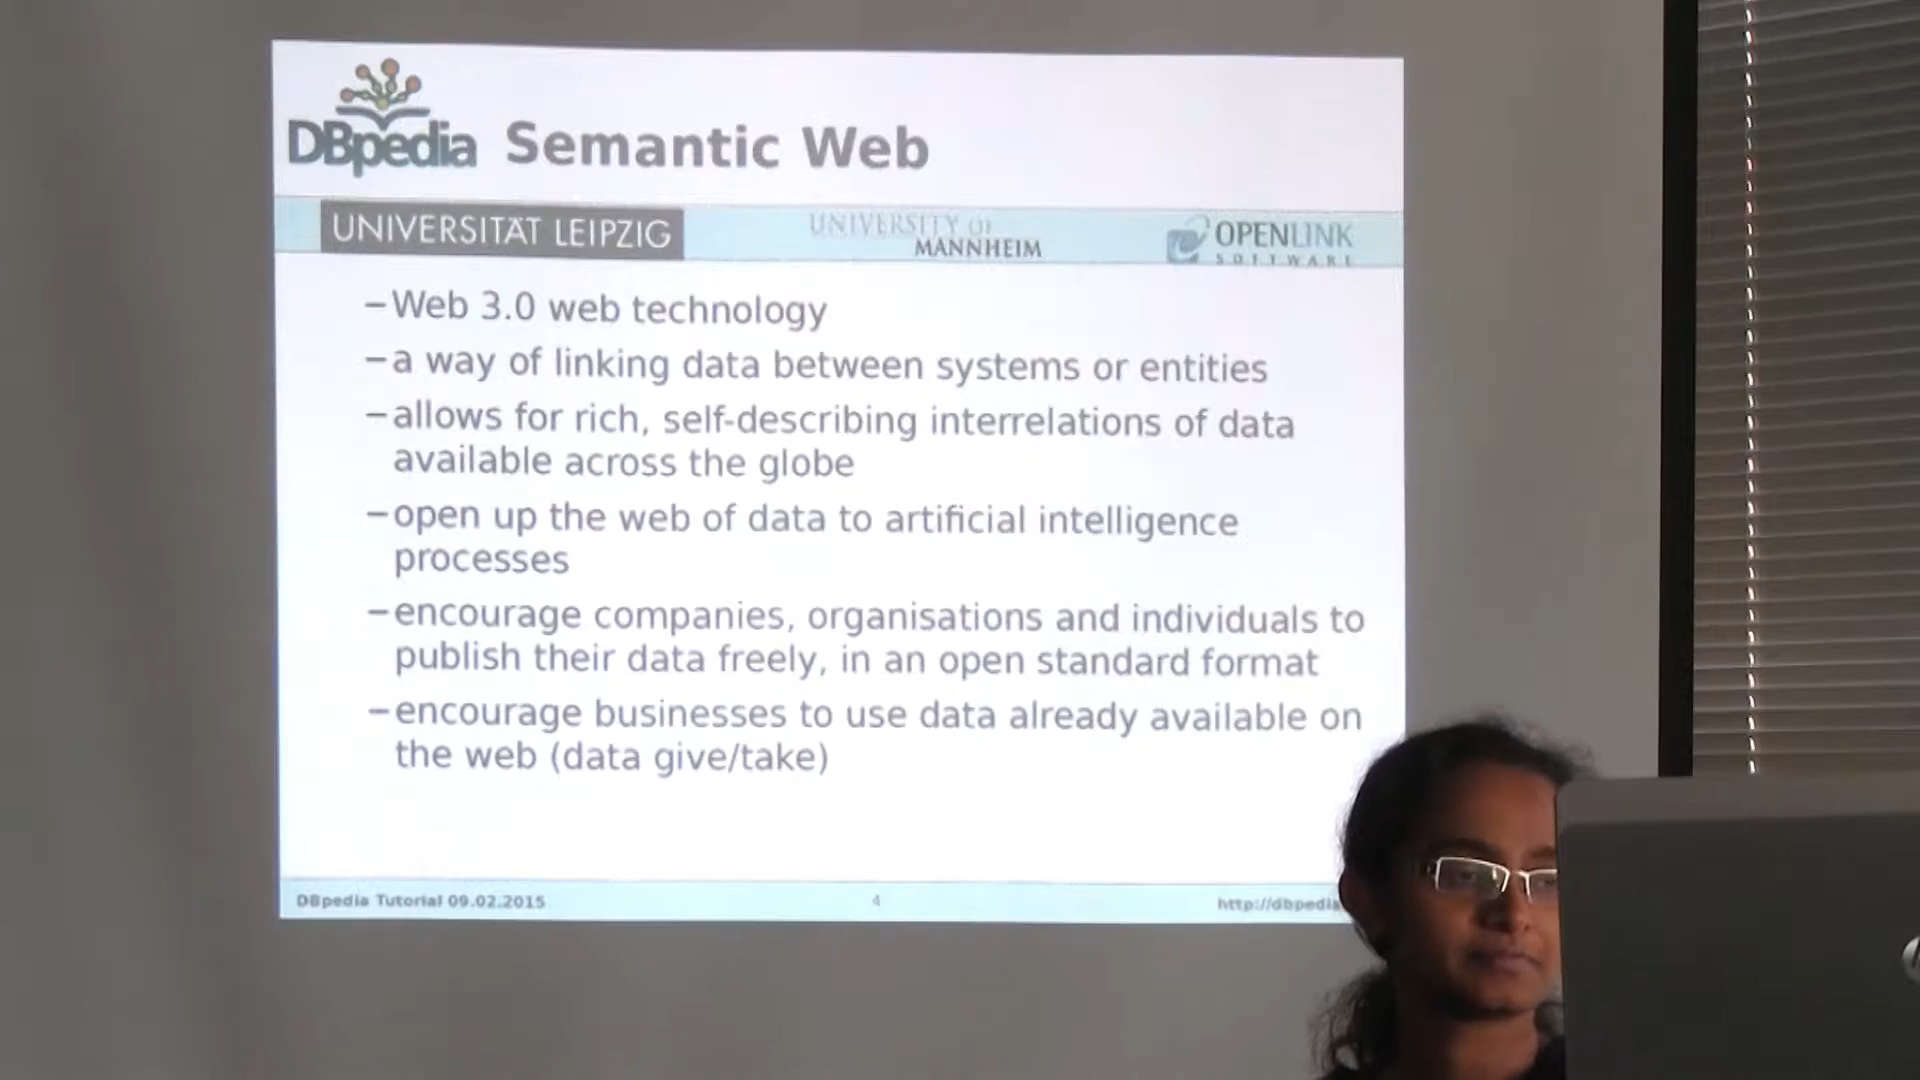 DBpedia Semantic Web
UNIVERSITÄT LEIPZIG
UNIVERSITY OF
MANNHEIM
OPENLINK
SOFTWARE
– Web 3.0 web technology
– a way of linking data between systems or entities
– allows for rich, self-describing interrelations of data
available across the globe
– open up the web of data to artificial intelligence
processes
– encourage companies, organisations and individuals to
publish their data freely, in an open standard format
– encourage businesses to use data already available on
the web (data give/take)
DBpedia Tutorial 09.02.2015
4
http://dbpedia